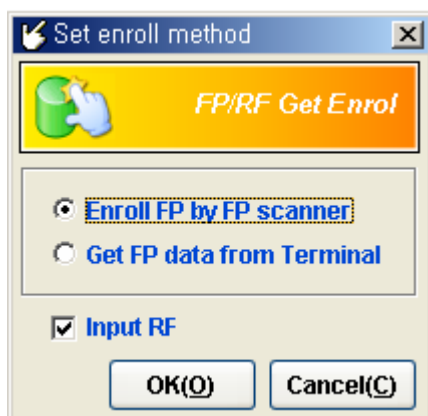 Set enroll method
FP/RF Get Enrol
Enroll FP by FP scanner
Get FP data from Terminal
Input RF
OK(O) Cancel(C)